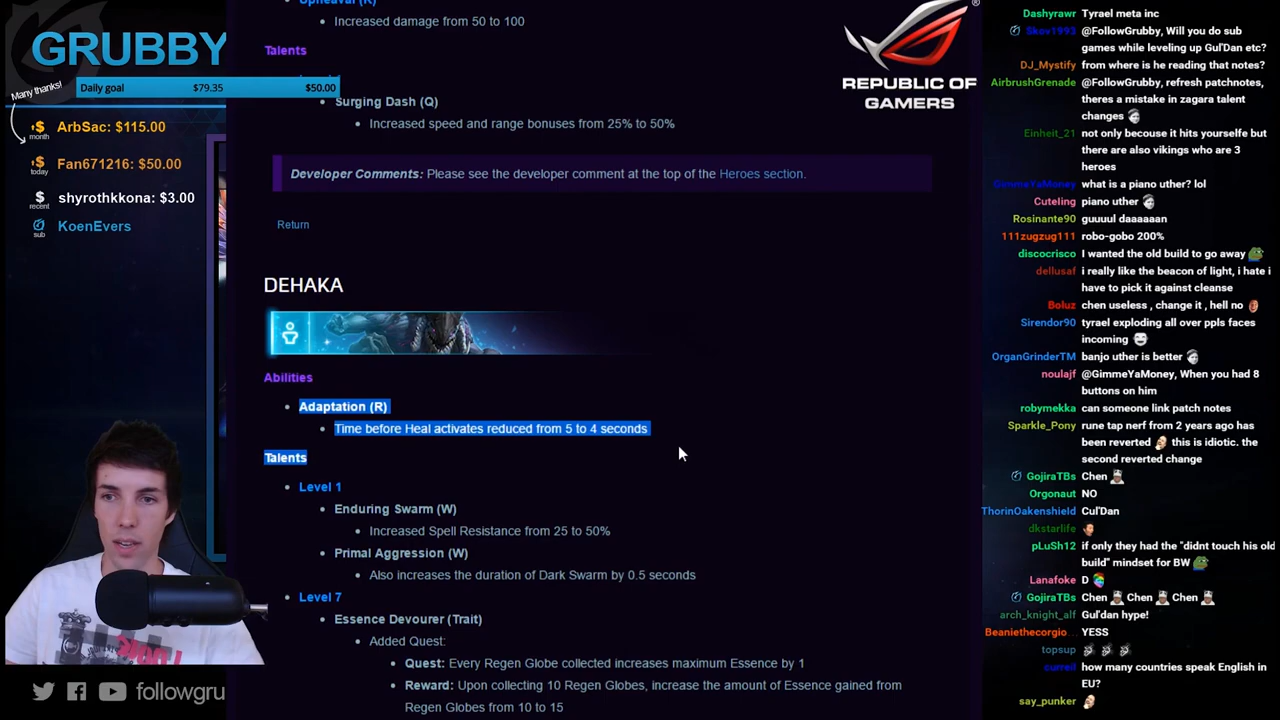 GRUBBY
Many thanks!
Daily goal $79.35 $50.00
$ month ArbSac: $115.00
$ today Fan671216: $50.00
$ recent shyrothkkona: $3.00
sub KoenEvers
followgru
Increased damage from 50 to 100
Talents
Surging Dash (Q)
Increased speed and range bonuses from 25% to 50%
Developer Comments: Please see the developer comment at the top of the Heroes section.
Return
DEHAKA
Abilities
Adaptation (R)
Time before Heal activates reduced from 5 to 4 seconds
Talents
Level 1
Enduring Swarm (W)
Increased Spell Resistance from 25 to 50%
Primal Aggression (W)
Also increases the duration of Dark Swarm by 0.5 seconds
Level 7
Essence Devourer (Trait)
Added Quest:
Quest: Every Regen Globe collected increases maximum Essence by 1
Reward: Upon collecting 10 Regen Globes, increase the amount of Essence gained from
Regen Globes from 10 to 15
REPUBLIC OF
GAMERS
Dashyrawr Tyrael meta inc
Skov1993 @FollowGrubby, Will you do sub
games while leveling up Gul'Dan etc?
DJ_Mystify from where is he reading that notes?
AirbrushGrenade @FollowGrubby, refresh patchnotes,
theres a mistake in zagara talent
changes
Einheit_21 not only becouse it hits yourselfe but
there are also vikings who are 3
heroes
GimmeYaMoney what is a piano uther? lol
Cuteling piano uther
Rosinante90 guuuul daaaaaan
111zugzug111 robo-gobo 200%
discocrisco I wanted the old build to go away
dellusaf i really like the beacon of light, i hate i
have to pick it against cleanse
Boluz chen useless , change it , hell no
Sirendor90 tyrael exploding all over ppls faces
incoming
OrganGrinderTM banjo uther is better
noulajf @GimmeYaMoney, When you had 8
buttons on him
robymekka can someone link patch notes
Sparkle_Pony rune tap nerf from 2 years ago has
been reverted this is idiotic. the
second reverted change
GojiraTBs Chen
Orgonaut NO
ThorinOakenshield Cul'Dan
dkstarlife
pLuSh12 if only they had the "didnt touch his old
build" mindset for BW
Lanafoke D
GojiraTBs Chen Chen Chen
arch_knight_alf Gul'dan hype!
Beaniethecorgio... YESS
topsup
curreil how many countries speak English in
EU?
say_punker